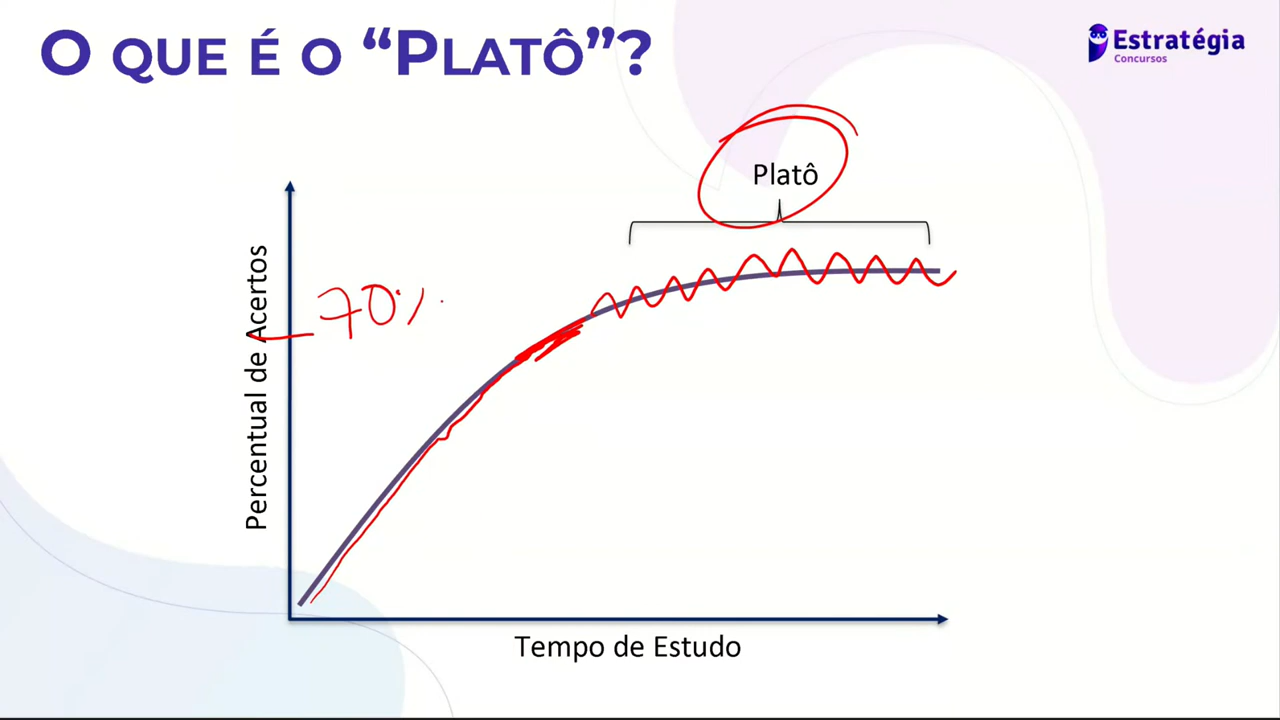 O QUE É O “PLATÔ”?
Estratégia
Concursos
Platô
70%
Percentual de Acertos
Tempo de Estudo